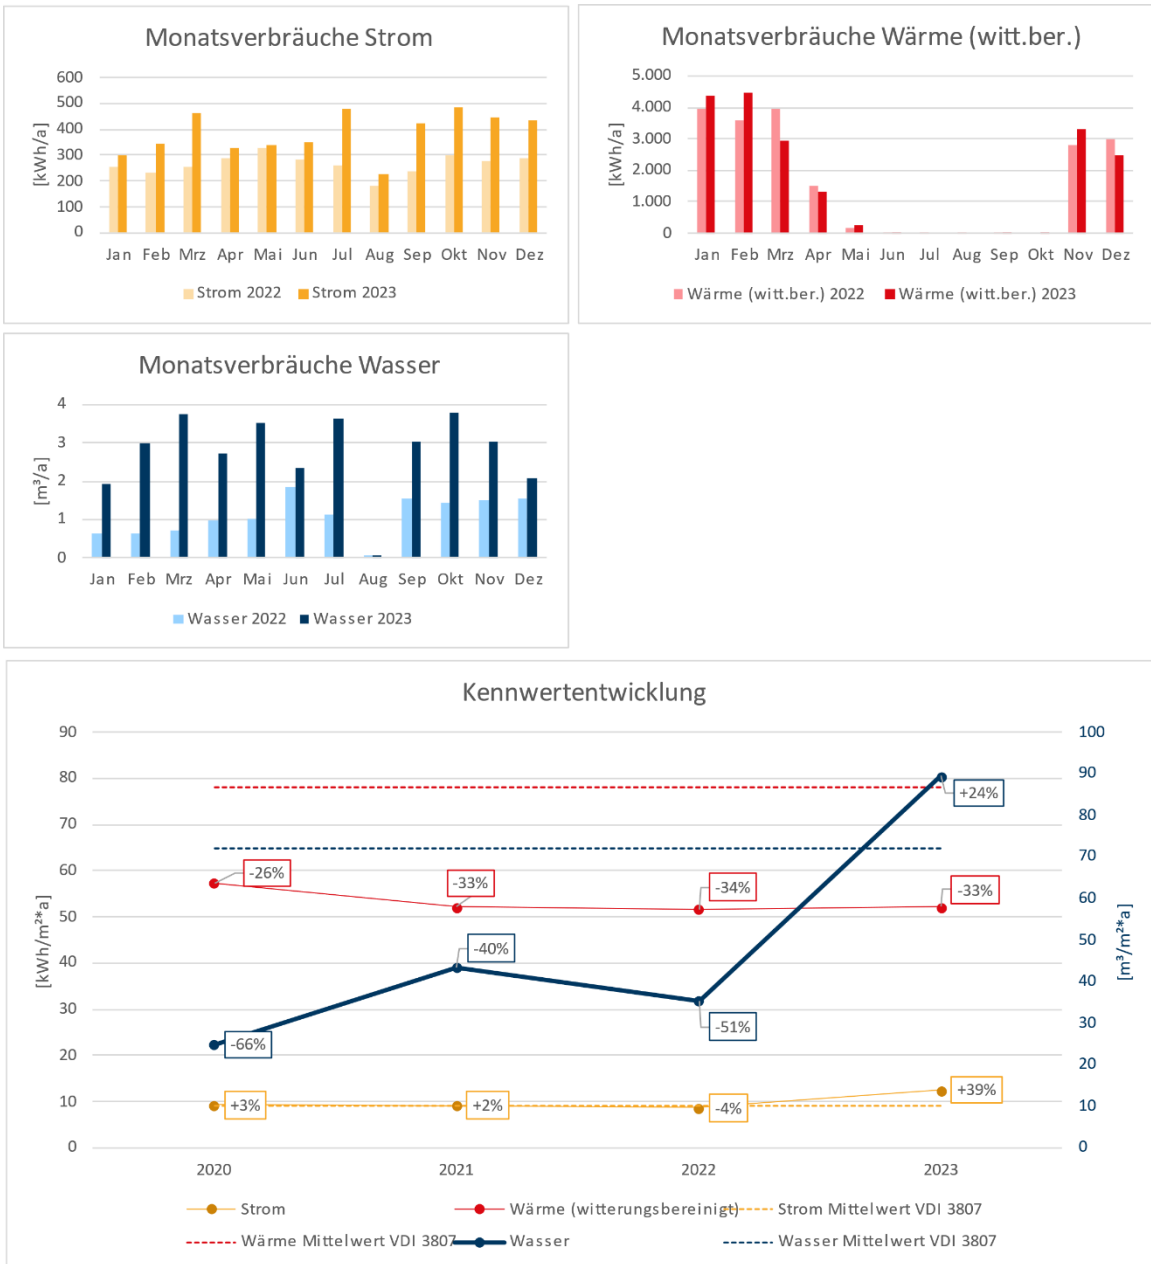 Monatsverbräuche Strom
600
500
400
300
200
100
0
[kWh/a]
Jan Feb Mrz Apr Mai Jun Jul Aug Sep Okt Nov Dez
Strom 2022 Strom 2023
Monatsverbräuche Wärme (witt.ber.)
5.000
4.000
3.000
2.000
1.000
0
[kWh/a]
Jan Feb Mrz Apr Mai Jun Jul Aug Sep Okt Nov Dez
Wärme (witt.ber.) 2022 Wärme (witt.ber.) 2023
Monatsverbräuche Wasser
4
3
2
1
0
[m³/a]
Jan Feb Mrz Apr Mai Jun Jul Aug Sep Okt Nov Dez
Wasser 2022 Wasser 2023
Kennwertentwicklung
90
80
70
60
50
40
30
20
10
0
[kWh/m²*a]
100
90
80
70
60
50
40
30
20
10
0
[m³/m²*a]
+24%
-26% -33% -34% -33%
-66% -40% -51%
+3% +2% -4% +39%
2020 2021 2022 2023
Strom Wärme (witterungsbereinigt) Strom Mittelwert VDI 3807
Wärme Mittelwert VDI 3807 Wasser Wasser Mittelwert VDI 3807